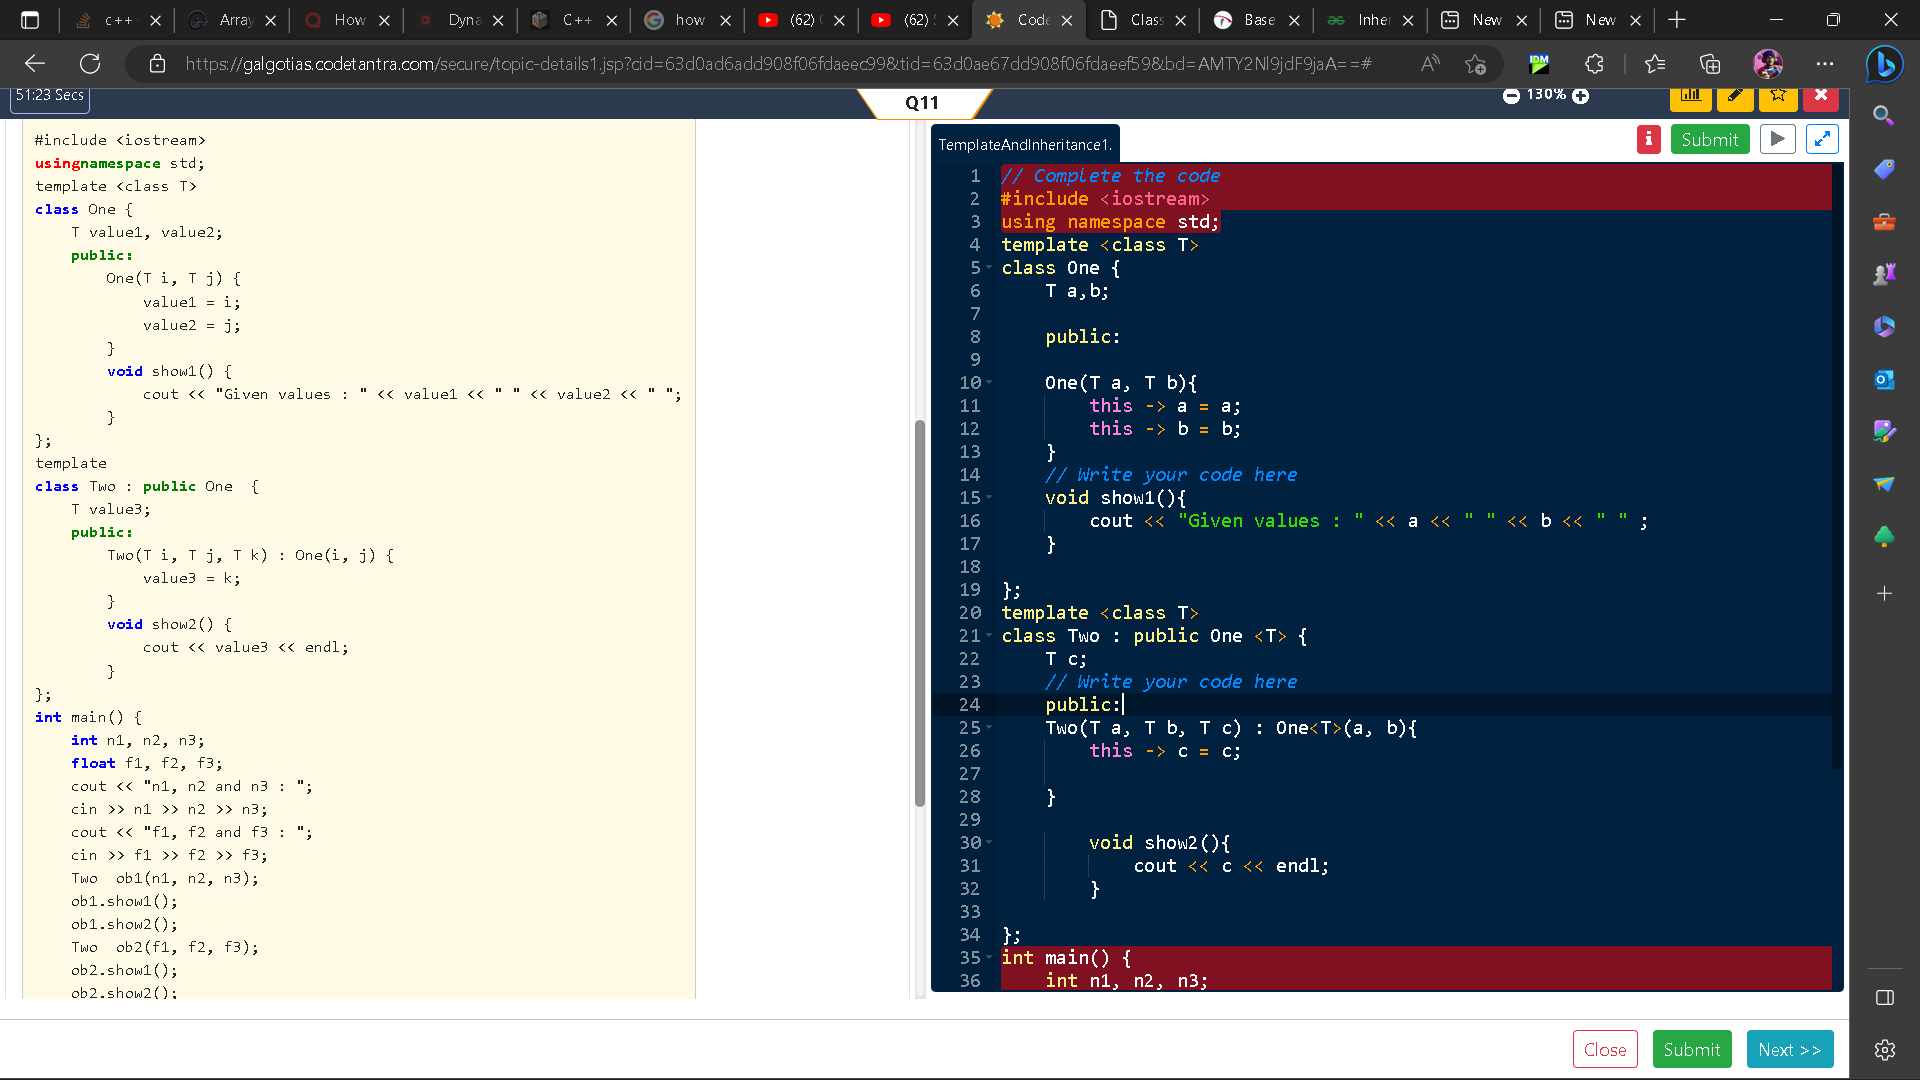 c++
Array
How
Dyna
C++
how
(62)
(62)
Code
Class
Base
Inher
New
New
https://galgotias.codetantra.com/secure/topic-details1.jsp?cid=63d0ad6add908f06fdaeec99&tid=63d0ae67dd908f06fdaeef59&bd=AMTY2Nl9jdF9jaA==#
51:23 Secs
Q11
130%
#include <iostream>
usingnamespace std;
template <class T>
class One {
T value1, value2;
public:
One(T i, T j) {
value1 = i;
value2 = j;
}
void show1() {
cout << "Given values : " << value1 << " " << value2 << " ";
}
};
template
class Two : public One  {
T value3;
public:
Two(T i, T j, T k) : One(i, j) {
value3 = k;
}
void show2() {
cout << value3 << endl;
}
};
int main() {
int n1, n2, n3;
float f1, f2, f3;
cout << "n1, n2 and n3 : ";
cin >> n1 >> n2 >> n3;
cout << "f1, f2 and f3 : ";
cin >> f1 >> f2 >> f3;
Two  ob1(n1, n2, n3);
ob1.show1();
ob1.show2();
Two  ob2(f1, f2, f3);
ob2.show1();
ob2.show2();
TemplateAndInheritance1.
Submit
1 // Complete the code
2 #include <iostream>
3 using namespace std;
4 template <class T>
5 class One {
6 T a,b;
7
8 public:
9
10 One(T a, T b){
11 this -> a = a;
12 this -> b = b;
13 }
14 // Write your code here
15 void show1(){
16 cout << "Given values : " << a << " " << b << " " ;
17 }
18
19 };
20 template <class T>
21 class Two : public One <T> {
22 T c;
23 // Write your code here
24 public:
25 Two(T a, T b, T c) : One<T>(a, b){
26 this -> c = c;
27
28 }
29
30 void show2(){
31 cout << c << endl;
32 }
33
34 };
35 int main() {
36 int n1, n2, n3;
Close
Submit
Next >>